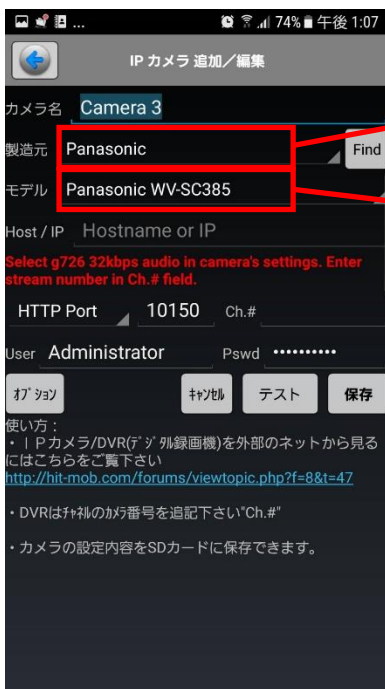 ... 74% 午後 1:07
IP カメラ 追加／編集
カメラ名 Camera 3
製造元 Panasonic Find
モデル Panasonic WV-SC385
Host / IP Hostname or IP
Select g726 32kbps audio in camera's settings. Enter
stream number in Ch.# field.
HTTP Port 10150 Ch.#
User Administrator Pswd ••••••••••
ｵﾌﾟｼｮﾝ ｷｬﾝｾﾙ テスト 保存
使い方：
・ＩＰカメラ/DVR(ﾃﾞｼﾞﾀﾙ録画機)を外部のネットから見る
にはこちらをご覧下さい
http://hit-mob.com/forums/viewtopic.php?f=8&t=47
・DVRはﾁｬﾈﾙのｶﾒﾗ番号を追記下さい"Ch.#"
・カメラの設定内容をSDカードに保存できます。